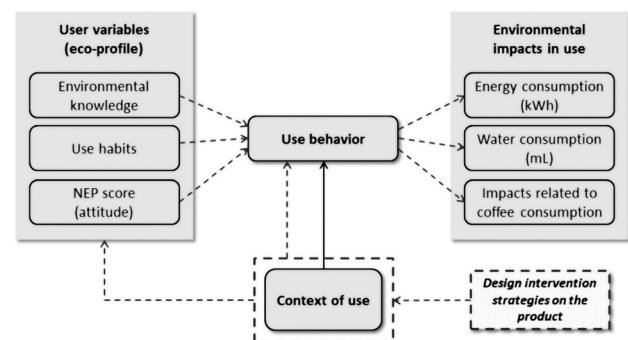 User variables
(eco-profile)
Environmental
knowledge
Use habits
NEP score
(attitude)
Use behavior
Context of use
Environmental
impacts in use
Energy consumption
(kWh)
Water consumption
(mL)
Impacts related to
coffee consumption
Design intervention
strategies on the
product